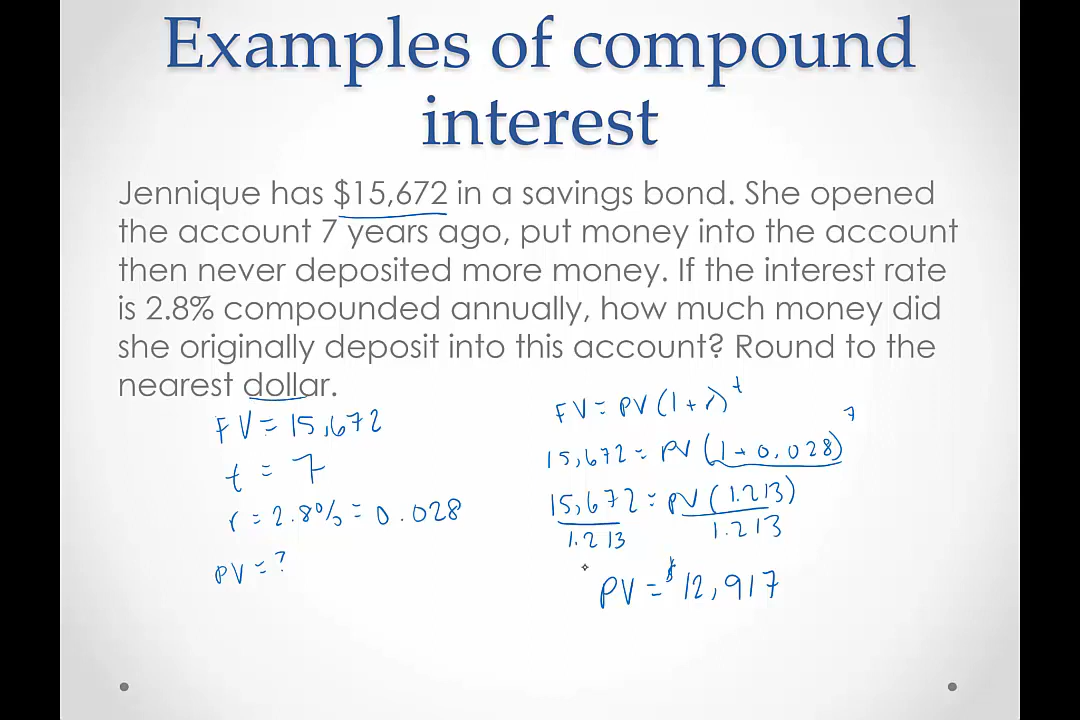 Examples of compound
interest
Jennique has $15,672 in a savings bond. She opened
the account 7 years ago, put money into the account
then never deposited more money. If the interest rate
is 2.8% compounded annually, how much money did
she originally deposit into this account? Round to the
nearest dollar.
FV = 15,672
t = 7
r = 2.8% = 0.028
PV = ?
FV = PV(1+r)^t
15,672 = PV(1+0.028)^7
15,672 = PV(1.213)
1.213 1.213
PV = $12,917